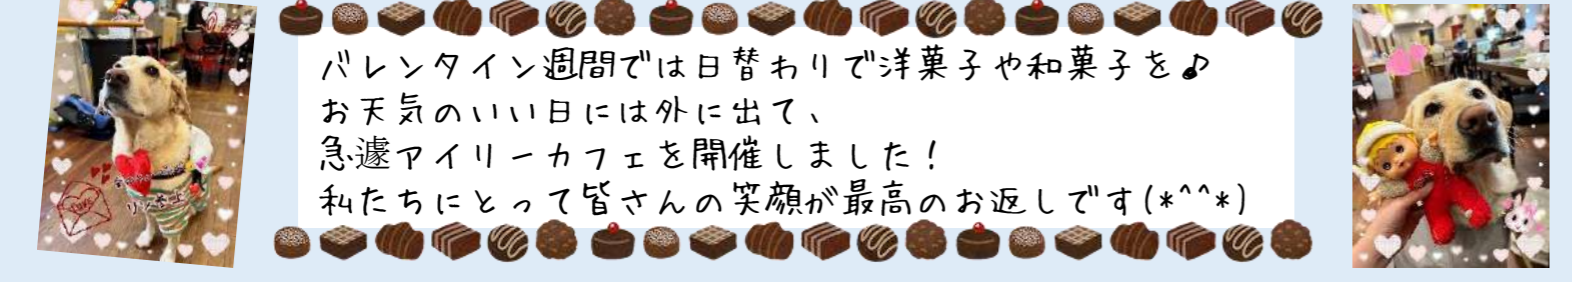 バレンタイン週間では日替わりで洋菓子や和菓子を♪
お天気のいい日には外に出て、
急遽アイリーカフェを開催しました！
私たちにとって皆さんの笑顔が最高のお返しです(*^^*)